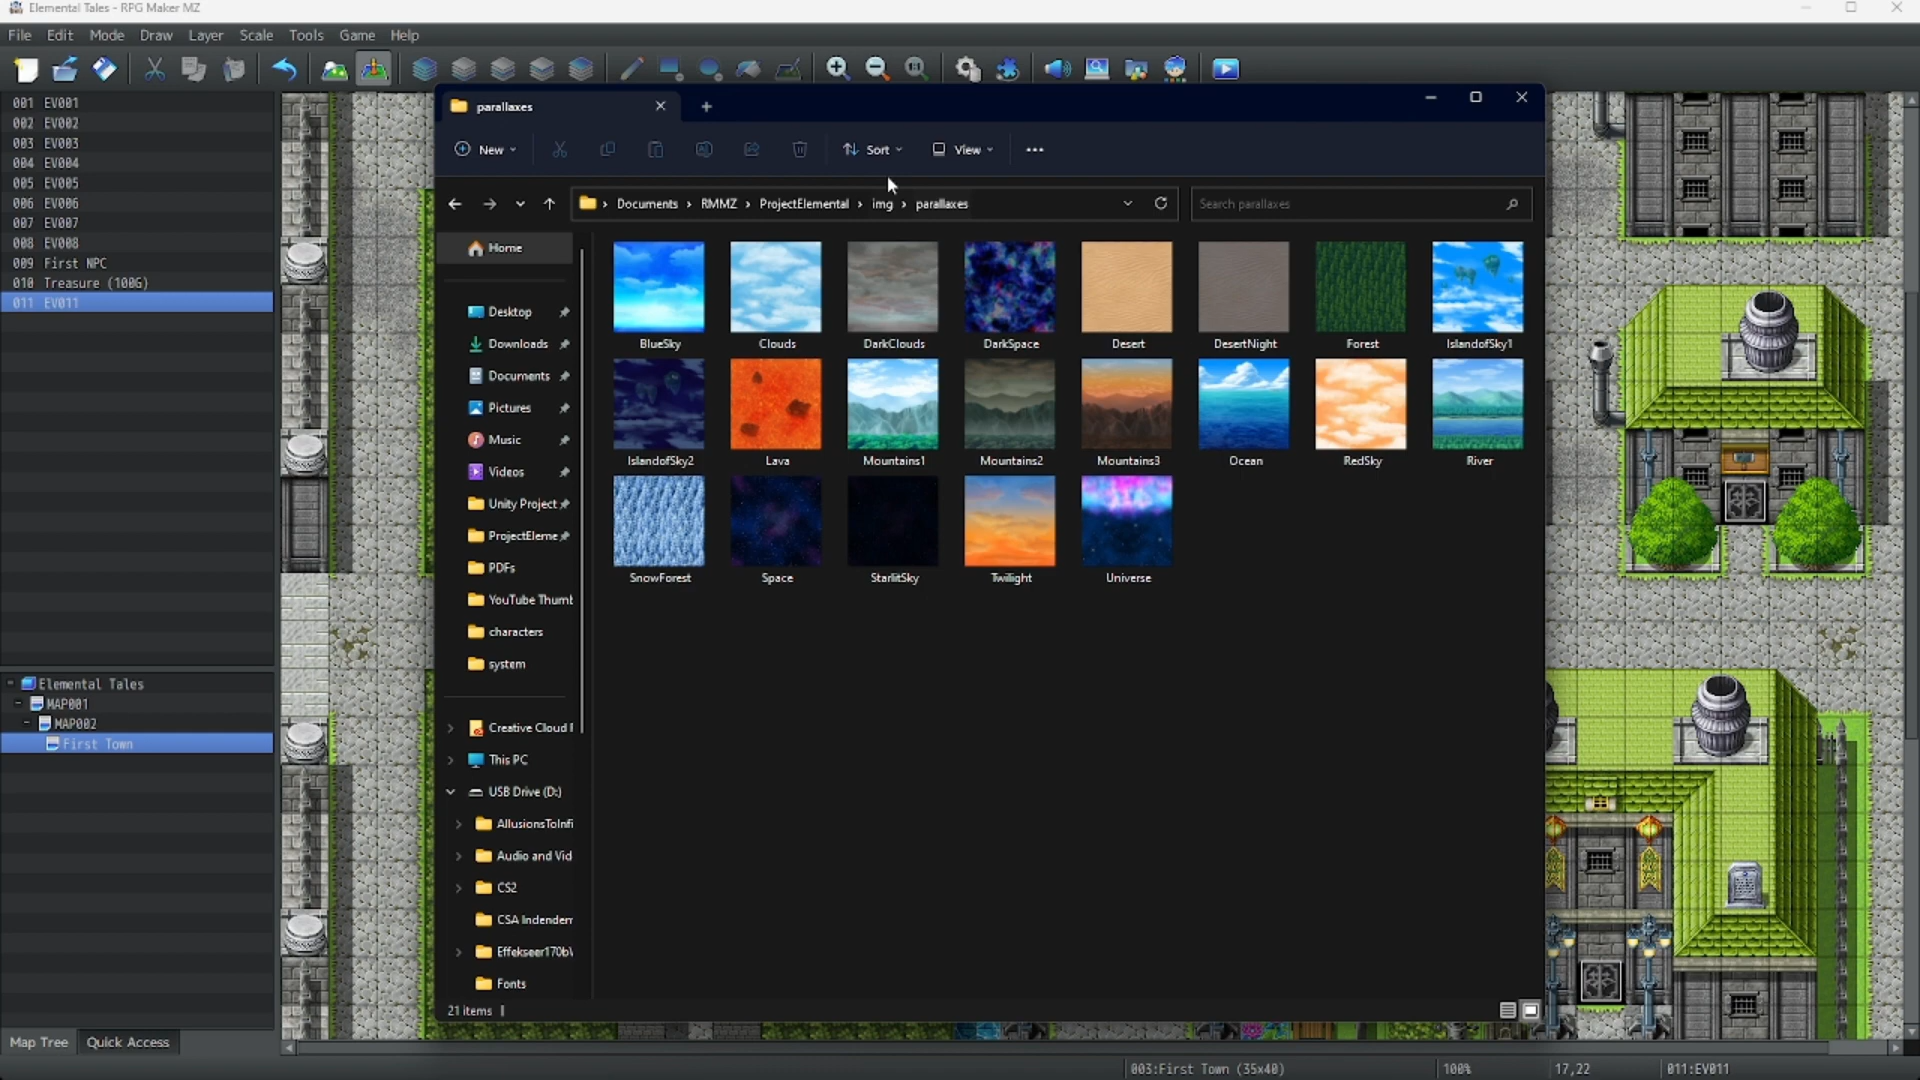 Elemental Tales - RPG Maker MZ
File Edit Mode Draw Layer Scale Tools Game Help
001 EV001
002 EV002
003 EV003
004 EV004
005 EV005
006 EV006
007 EV007
008 EV008
009 First NPC
010 Treasure (100G)
011 EV011
Elemental Tales
MAP001
MAP002
First Town
Map Tree Quick Access
parallaxes
New Sort View
Documents RMMZ ProjectElemental img parallaxes
Search parallaxes
Home
Desktop
Downloads
Documents
Pictures
Music
Videos
Unity Project
ProjectEleme
PDFs
YouTube Thumb
characters
system
Creative Cloud F
This PC
USB Drive (D:)
AllusionsToInfi
Audio and Vid
CS2
CSA Indendem
Effekseer170b\
Fonts
BlueSky Clouds DarkClouds DarkSpace Desert DesertNight Forest IslandofSky1
IslandofSky2 Lava Mountains1 Mountains2 Mountains3 Ocean RedSky River
SnowForest Space StarlitSky Twilight Universe
21 items
003:First Town (35x40) 100% 17,22 011:EV011